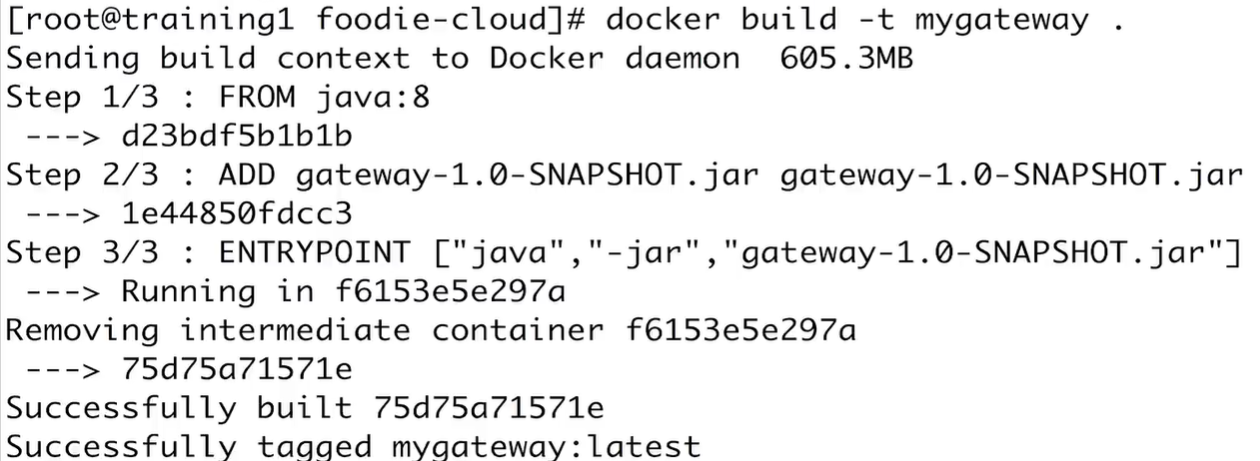 [root@training1 foodie-cloud]# docker build -t mygateway .
Sending build context to Docker daemon  605.3MB
Step 1/3 : FROM java:8
 ---> d23bdf5b1b1b
Step 2/3 : ADD gateway-1.0-SNAPSHOT.jar gateway-1.0-SNAPSHOT.jar
 ---> 1e44850fdcc3
Step 3/3 : ENTRYPOINT ["java","-jar","gateway-1.0-SNAPSHOT.jar"]
 ---> Running in f6153e5e297a
Removing intermediate container f6153e5e297a
 ---> 75d75a71571e
Successfully built 75d75a71571e
Successfully tagged mygateway:latest